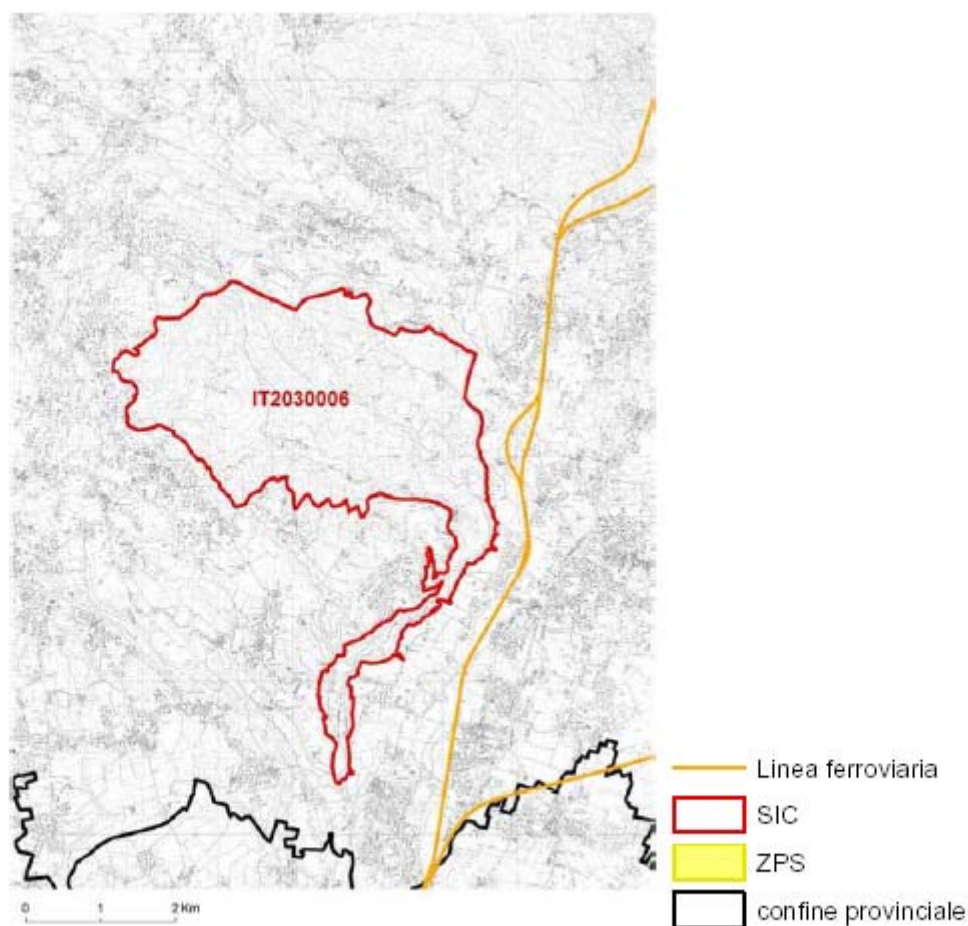 IT2030006
Linea ferroviaria
SIC
ZPS
confine provinciale
0 1 2 Km